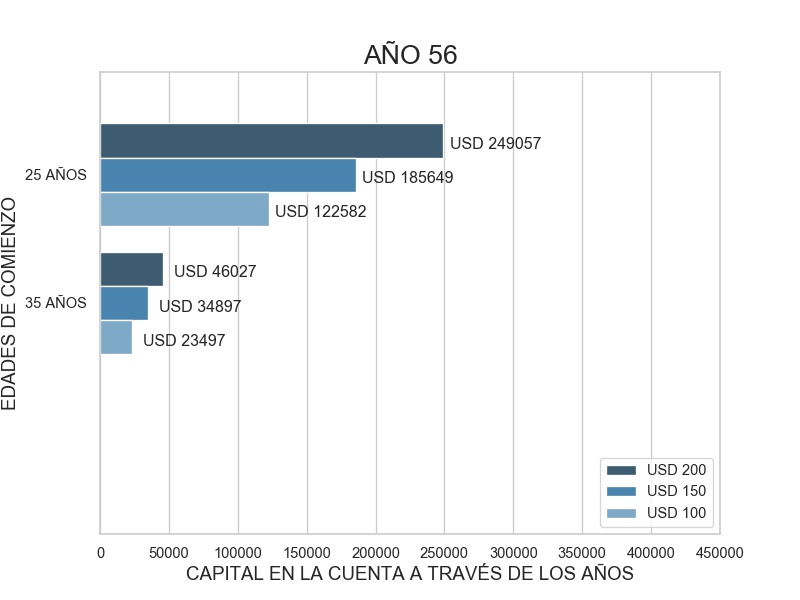 AÑO 56
EDADES DE COMIENZO
25 AÑOS
USD 249057
USD 185649
USD 122582
35 AÑOS
USD 46027
USD 34897
USD 23497
USD 200
USD 150
USD 100
0 50000 100000 150000 200000 250000 300000 350000 400000 450000
CAPITAL EN LA CUENTA A TRAVÉS DE LOS AÑOS